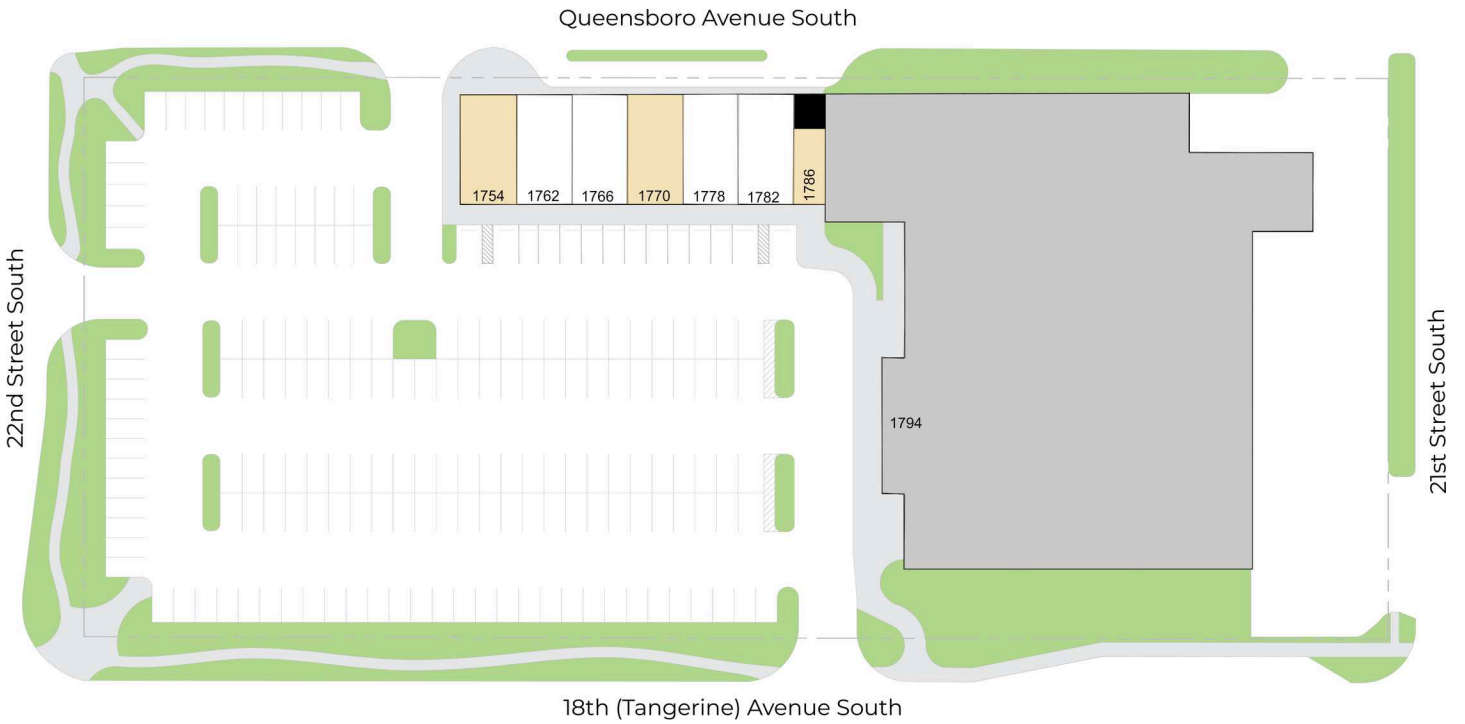 Queensboro Avenue South
1754
1762
1766
1770
1778
1782
1786
22nd Street South
1794
21st Street South
18th (Tangerine) Avenue South